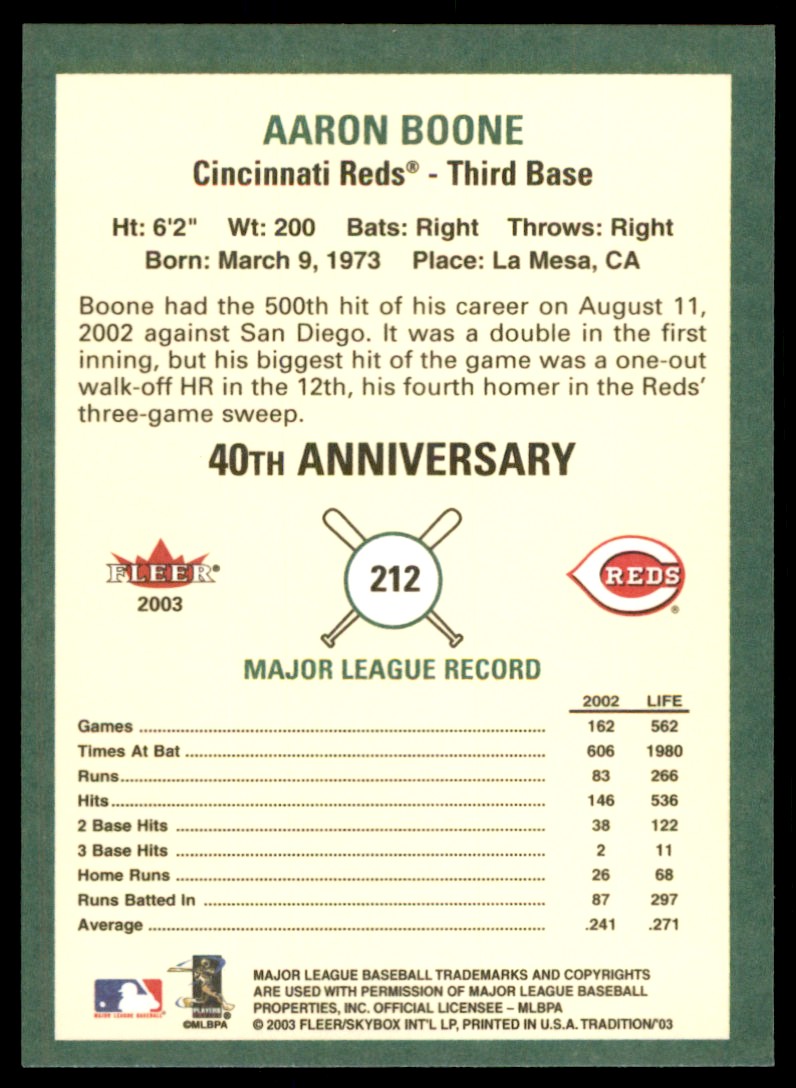 AARON BOONE
Cincinnati Reds® - Third Base
Ht: 6'2" Wt: 200 Bats: Right Throws: Right
Born: March 9, 1973 Place: La Mesa, CA
Boone had the 500th hit of his career on August 11,
2002 against San Diego. It was a double in the first
inning, but his biggest hit of the game was a one-out
walk-off HR in the 12th, his fourth homer in the Reds'
three-game sweep.
40TH ANNIVERSARY
FLEER®
2003
212
REDS®
MAJOR LEAGUE RECORD
2002 LIFE
Games 162 562
Times At Bat 606 1980
Runs 83 266
Hits 146 536
2 Base Hits 38 122
3 Base Hits 2 11
Home Runs 26 68
Runs Batted In 87 297
Average .241 .271
MAJOR LEAGUE BASEBALL®
PLAYERS
©MLBPA
MAJOR LEAGUE BASEBALL TRADEMARKS AND COPYRIGHTS
ARE USED WITH PERMISSION OF MAJOR LEAGUE BASEBALL
PROPERTIES, INC. OFFICIAL LICENSEE – MLBPA
© 2003 FLEER/SKYBOX INT'L LP, PRINTED IN U.S.A. TRADITION/'03